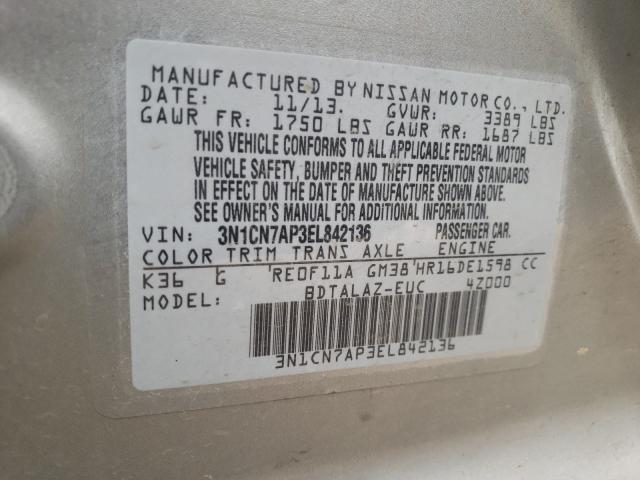 MANUFACTURED BY NISSAN MOTOR CO., LTD.
DATE: 11/13. GVWR: 3389 LBS
GAWR FR: 1750 LBS GAWR RR: 1687 LBS
THIS VEHICLE CONFORMS TO ALL APPLICABLE FEDERAL MOTOR
VEHICLE SAFETY, BUMPER AND THEFT PREVENTION STANDARDS
IN EFFECT ON THE DATE OF MANUFACTURE SHOWN ABOVE.
SEE OWNER'S MANUAL FOR ADDITIONAL INFORMATION
VIN: 3N1CN7AP3EL842136 PASSENGER CAR.
COLOR TRIM TRANS AXLE ENGINE
K36 G RE0F11A GM38 HR16DE1598 CC
MODEL: BDTALAZ-EUC 4Z000
3N1CN7AP3EL842136